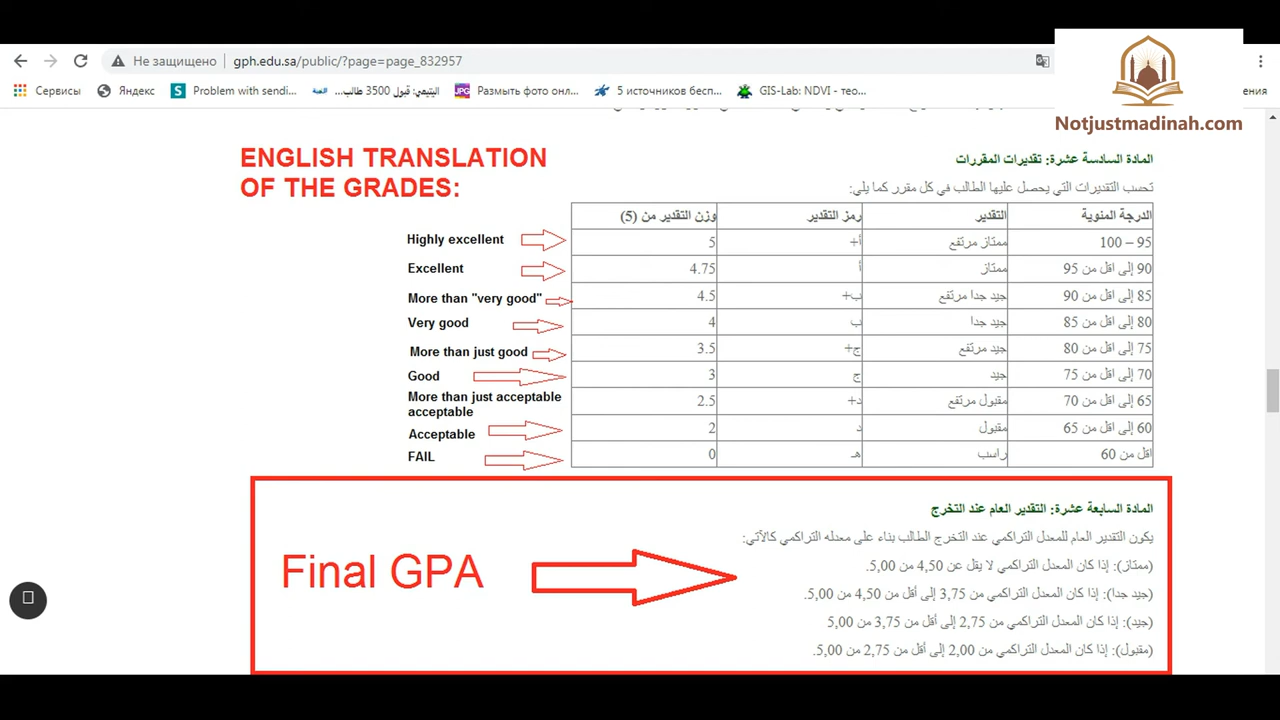 Не защищено
gph.edu.sa/public/?page=page_832957
Сервисы
Яндекс
Problem with sendi...
التيتيمي: قبول 3500 طالب...
JPG
Размыть фото онл...
5 источников бесп...
GIS-Lab: NDVI - тео...
Notjustmadinah.com
ENGLISH TRANSLATION
OF THE GRADES:
المادة السادسة عشرة: تقديرات المقررات
تحسب التقديرات التي يحصل عليها الطالب في كل مقرر كما يلي:
الدرجة المئوية التقدير رمز التقدير وزن التقدير من (5)
Highly excellent
95 – 100 ممتاز مرتفع أ+ 5
Excellent
90 إلى اقل من 95 ممتاز أ 4.75
More than "very good"
85 إلى اقل من 90 جيد جدا مرتفع ب+ 4.5
Very good
80 إلى اقل من 85 جيد جدا ب 4
More than just good
75 إلى اقل من 80 جيد مرتفع ج+ 3.5
Good
70 إلى اقل من 75 جيد ج 3
More than just acceptable
acceptable
65 إلى اقل من 70 مقبول مرتفع د+ 2.5
Acceptable
60 إلى اقل من 65 مقبول د 2
FAIL
اقل من 60 راسب هـ 0
Final GPA
المادة السابعة عشرة: التقدير العام عند التخرج
يكون التقدير العام للمعدل التراكمي عند التخرج الطالب بناء على معدله التراكمي كالآتي:
(ممتاز): إذا كان المعدل التراكمي لا يقل عن 4,50 من 5,00.
(جيد جدا): إذا كان المعدل التراكمي من 3,75 إلى أقل من 4,50 من 5,00.
(جيد): إذا كان المعدل التراكمي من 2,75 إلى أقل من 3,75 من 5,00
(مقبول): إذا كان المعدل التراكمي من 2,00 إلى أقل من 2,75 من 5,00.